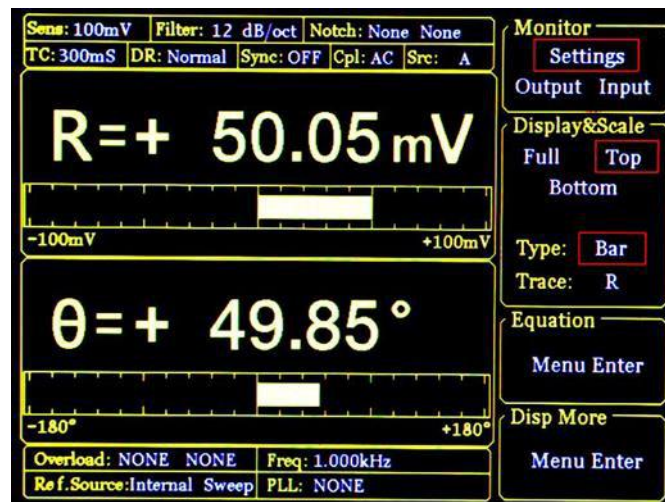 Sens: 100mV Filter: 12 dB/oct Notch: None None
TC: 300mS DR: Normal Sync: OFF Cpl: AC Src: A
R=+ 50.05 mV
-100mV +100mV
θ=+ 49.85°
-180° +180°
Overload: NONE NONE Freq: 1.000kHz
Ref.Source:Internal Sweep PLL: NONE
Monitor
Settings
Output Input
Display&Scale
Full Top
Bottom
Type: Bar
Trace: R
Equation
Menu Enter
Disp More
Menu Enter